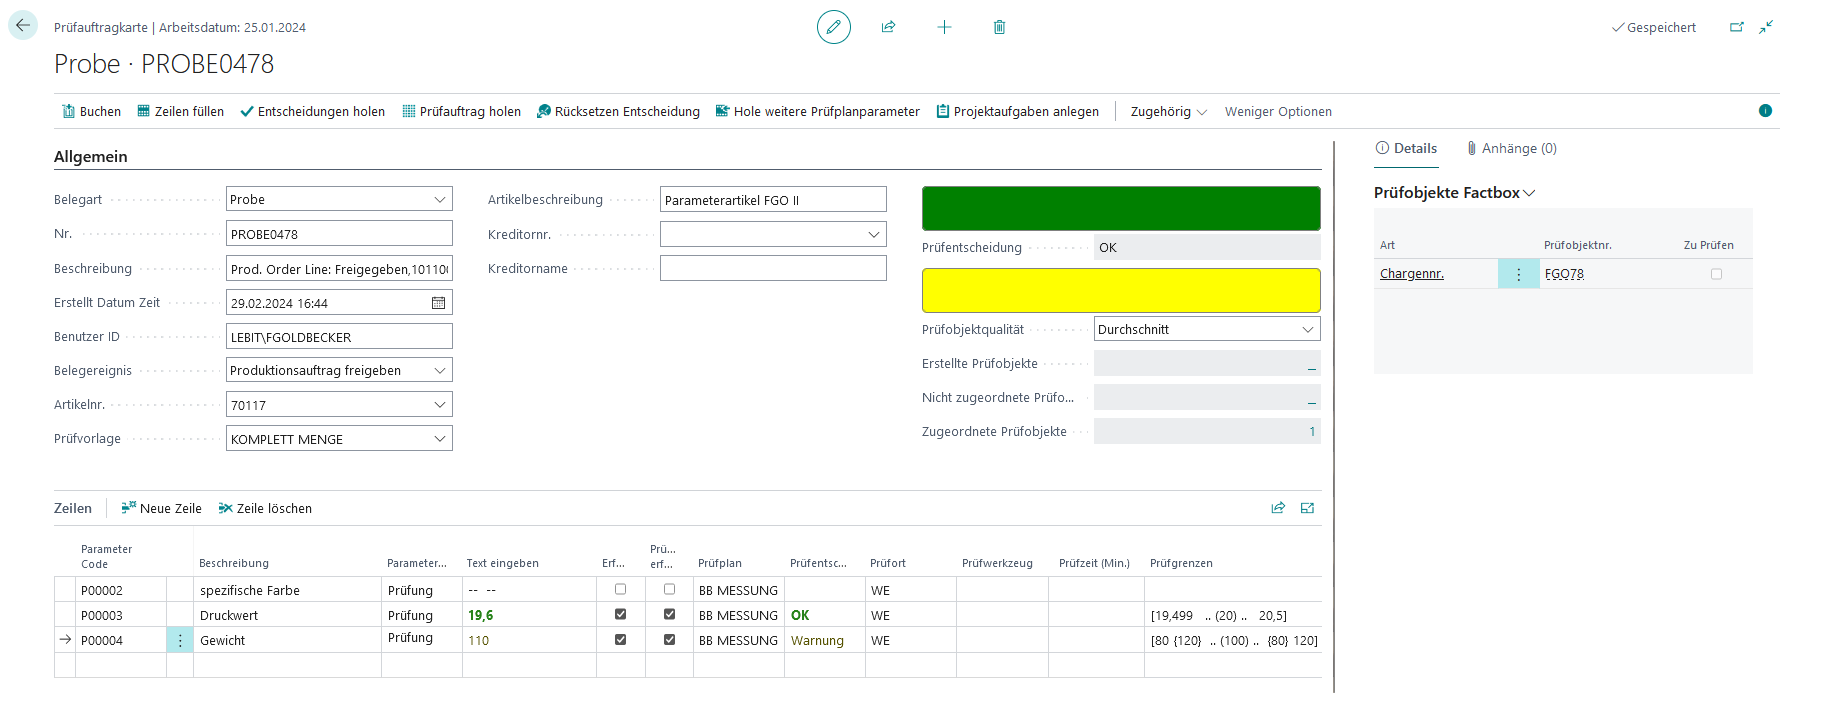 Prüfauftragkarte | Arbeitsdatum: 25.01.2024
Gespeichert
Probe · PROBE0478
Buchen Zeilen füllen Entscheidungen holen Prüfauftrag holen Rücksetzen Entscheidung Hole weitere Prüfplanparameter Projektaufgaben anlegen Zugehörig Weniger Optionen
Allgemein
Belegart Probe
Nr. PROBE0478
Beschreibung Prod. Order Line: Freigegeben,10110
Erstellt Datum Zeit 29.02.2024 16:44
Benutzer ID LEBIT\FGOLDBECKER
Belegereignis Produktionsauftrag freigeben
Artikelnr. 70117
Prüfvorlage KOMPLETT MENGE
Artikelbeschreibung Parameterartikel FGO II
Kreditornr.
Kreditorname
Prüfentscheidung OK
Prüfobjektqualität Durchschnitt
Erstellte Prüfobjekte _
Nicht zugeordnete Prüfo... _
Zugeordnete Prüfobjekte 1
Details Anhänge (0)
Prüfobjekte Factbox
Art Prüfobjektnr. Zu Prüfen
Chargennr. FGO78
Zeilen Neue Zeile Zeile löschen
Parameter Code Beschreibung Parameter... Text eingeben Erf... Prü... erf... Prüfplan Prüfentsc... Prüfort Prüfwerkzeug Prüfzeit (Min.) Prüfgrenzen
P00002 spezifische Farbe Prüfung -- -- BB MESSUNG WE
P00003 Druckwert Prüfung 19,6 BB MESSUNG OK WE [19,499 .. (20) .. 20,5]
P00004 Gewicht Prüfung 110 BB MESSUNG Warnung WE [80 {120} .. (100) .. {80} 120]